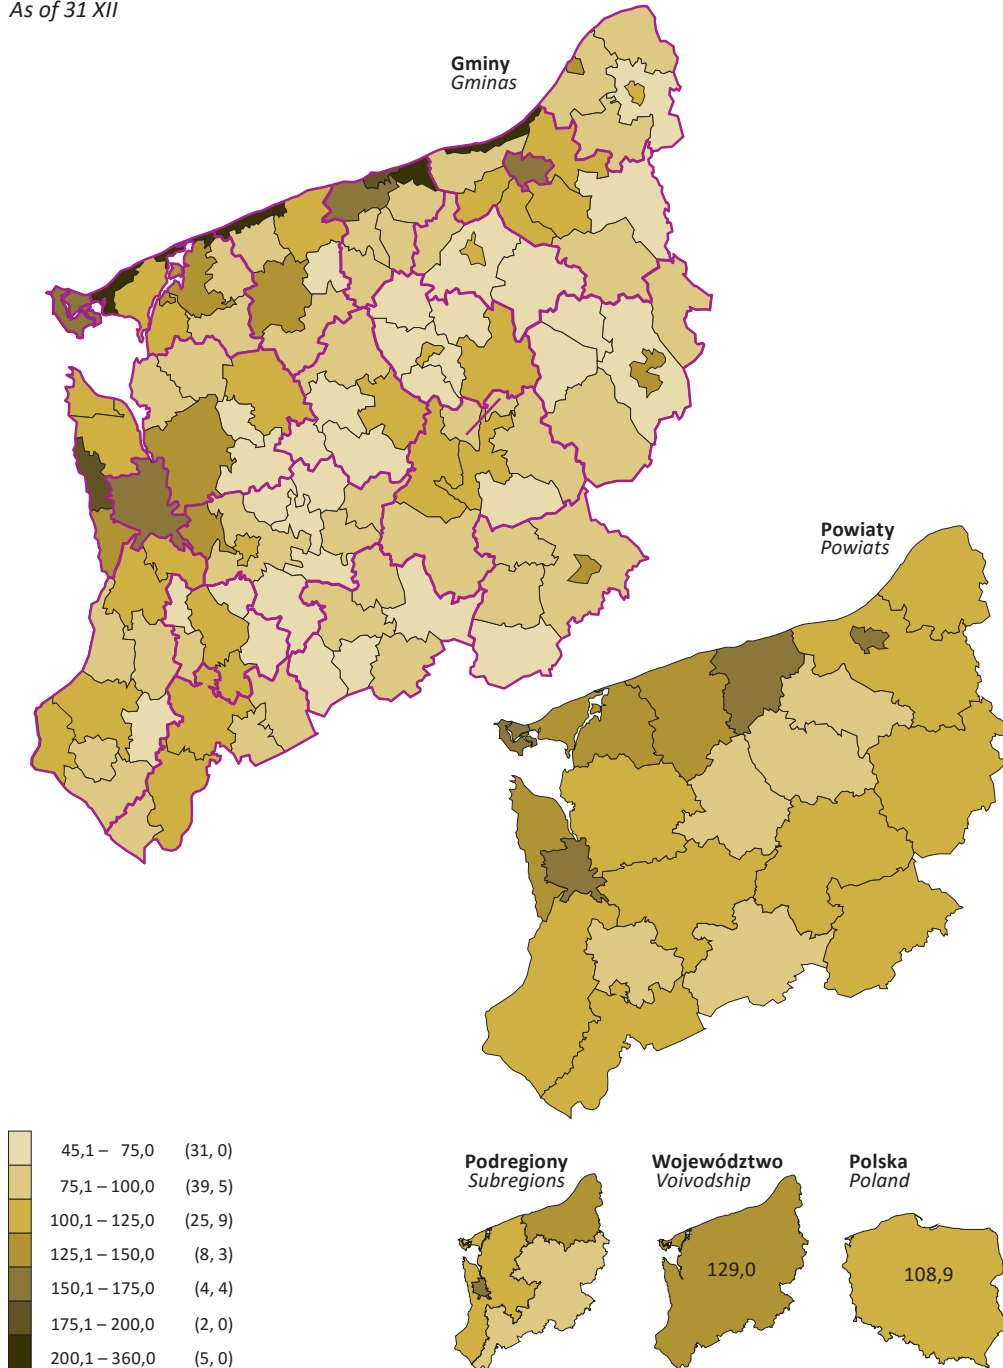 As of 31 XII
Gminy
Gminas
Powiaty
Powiats
45,1 – 75,0 (31, 0)
75,1 – 100,0 (39, 5)
100,1 – 125,0 (25, 9)
125,1 – 150,0 (8, 3)
150,1 – 175,0 (4, 4)
175,1 – 200,0 (2, 0)
200,1 – 360,0 (5, 0)
Podregiony
Subregions
Województwo
Voivodship
129,0
Polska
Poland
108,9